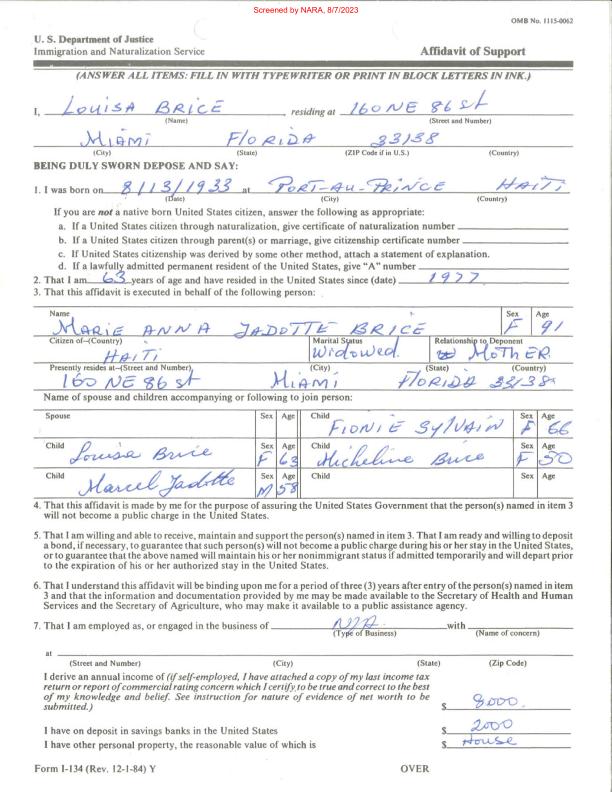 Screened by NARA, 8/7/2023
OMB No. 1115-0062
U. S. Department of Justice
Immigration and Naturalization Service Affidavit of Support
(ANSWER ALL ITEMS: FILL IN WITH TYPEWRITER OR PRINT IN BLOCK LETTERS IN INK.)
I, LOUISA BRICE residing at 160 NE 86 St
(Name) (Street and Number)
MIAMI FLORIDA 33138
(City) (State) (ZIP Code if in U.S.) (Country)
BEING DULY SWORN DEPOSE AND SAY:
1. I was born on 8/13/1933 at PORT-AU-PRINCE HAITI
(Date) (City) (Country)
If you are not a native born United States citizen, answer the following as appropriate:
a. If a United States citizen through naturalization, give certificate of naturalization number
b. If a United States citizen through parent(s) or marriage, give citizenship certificate number
c. If United States citizenship was derived by some other method, attach a statement of explanation.
d. If a lawfully admitted permanent resident of the United States, give "A" number
2. That I am 63 years of age and have resided in the United States since (date) 1977
3. That this affidavit is executed in behalf of the following person:
Name Sex Age
MARIE ANNA JADOTTE BRICE F 91
Citizen of–(Country) Marital Status Relationship to Deponent
HAITI Widowed MOTHER
Presently resides at–(Street and Number) (City) (State) (Country)
160 NE 86 St MIAMI FLORIDA 33138
Name of spouse and children accompanying or following to join person:
Spouse Sex Age Child Sex Age
FIONIE SYLVAIN F 66
Child Sex Age Child Sex Age
Louisa Brice F 63 Micheline Brice F 50
Child Sex Age Child Sex Age
Marcel Jadotte M 58
4. That this affidavit is made by me for the purpose of assuring the United States Government that the person(s) named in item 3
will not become a public charge in the United States.
5. That I am willing and able to receive, maintain and support the person(s) named in item 3. That I am ready and willing to deposit
a bond, if necessary, to guarantee that such person(s) will not become a public charge during his or her stay in the United States,
or to guarantee that the above named will maintain his or her nonimmigrant status if admitted temporarily and will depart prior
to the expiration of his or her authorized stay in the United States.
6. That I understand this affidavit will be binding upon me for a period of three (3) years after entry of the person(s) named in item
3 and that the information and documentation provided by me may be made available to the Secretary of Health and Human
Services and the Secretary of Agriculture, who may make it available to a public assistance agency.
7. That I am employed as, or engaged in the business of N/A with
(Type of Business) (Name of concern)
at
(Street and Number) (City) (State) (Zip Code)
I derive an annual income of (if self-employed, I have attached a copy of my last income tax
return or report of commercial rating concern which I certify to be true and correct to the best
of my knowledge and belief. See instruction for nature of evidence of net worth to be
submitted.) $ 8000.
I have on deposit in savings banks in the United States $ 2000
I have other personal property, the reasonable value of which is $ House
Form I-134 (Rev. 12-1-84) Y OVER